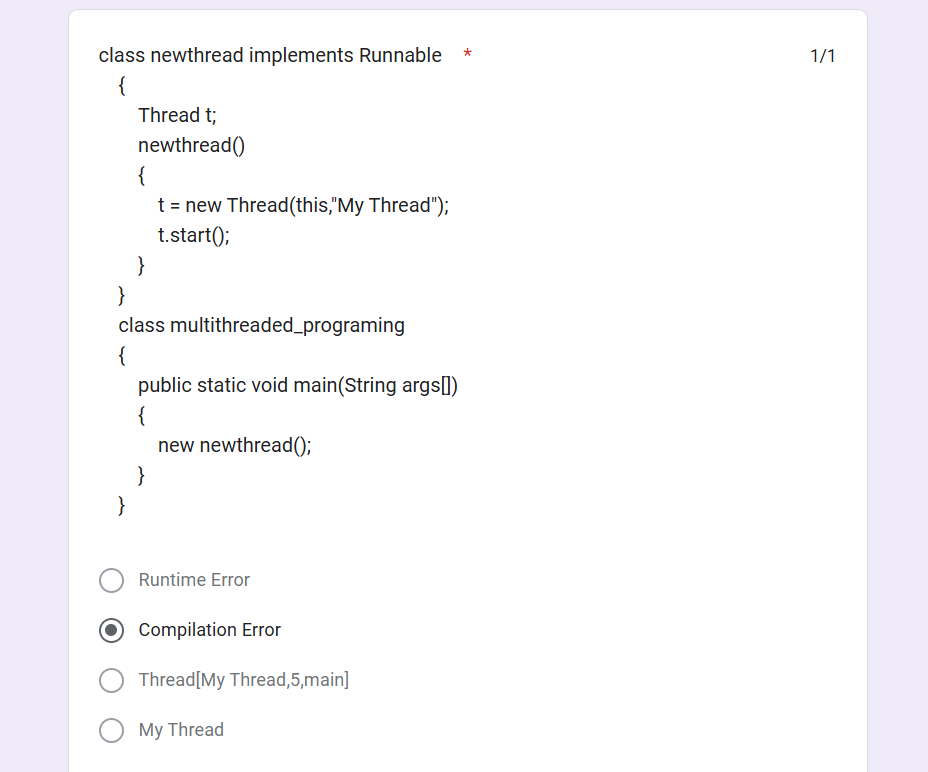 class newthread implements Runnable * 1/1
{
Thread t;
newthread()
{
t = new Thread(this,"My Thread");
t.start();
}
}
class multithreaded_programing
{
public static void main(String args[])
{
new newthread();
}
}
Runtime Error
Compilation Error
Thread[My Thread,5,main]
My Thread